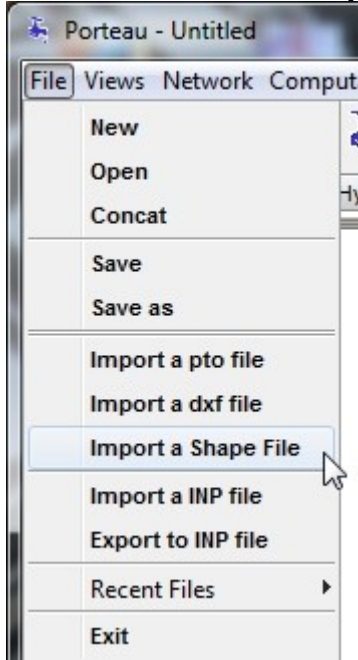 Porteau - Untitled
File Views Network Comput
New
Open
Concat
Save
Save as
Import a pto file
Import a dxf file
Import a Shape File
Import a INP file
Export to INP file
Recent Files
Exit